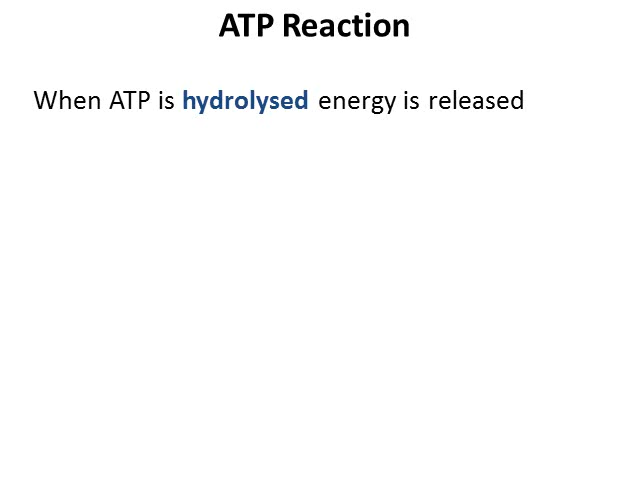 ATP Reaction
When ATP is hydrolysed energy is released